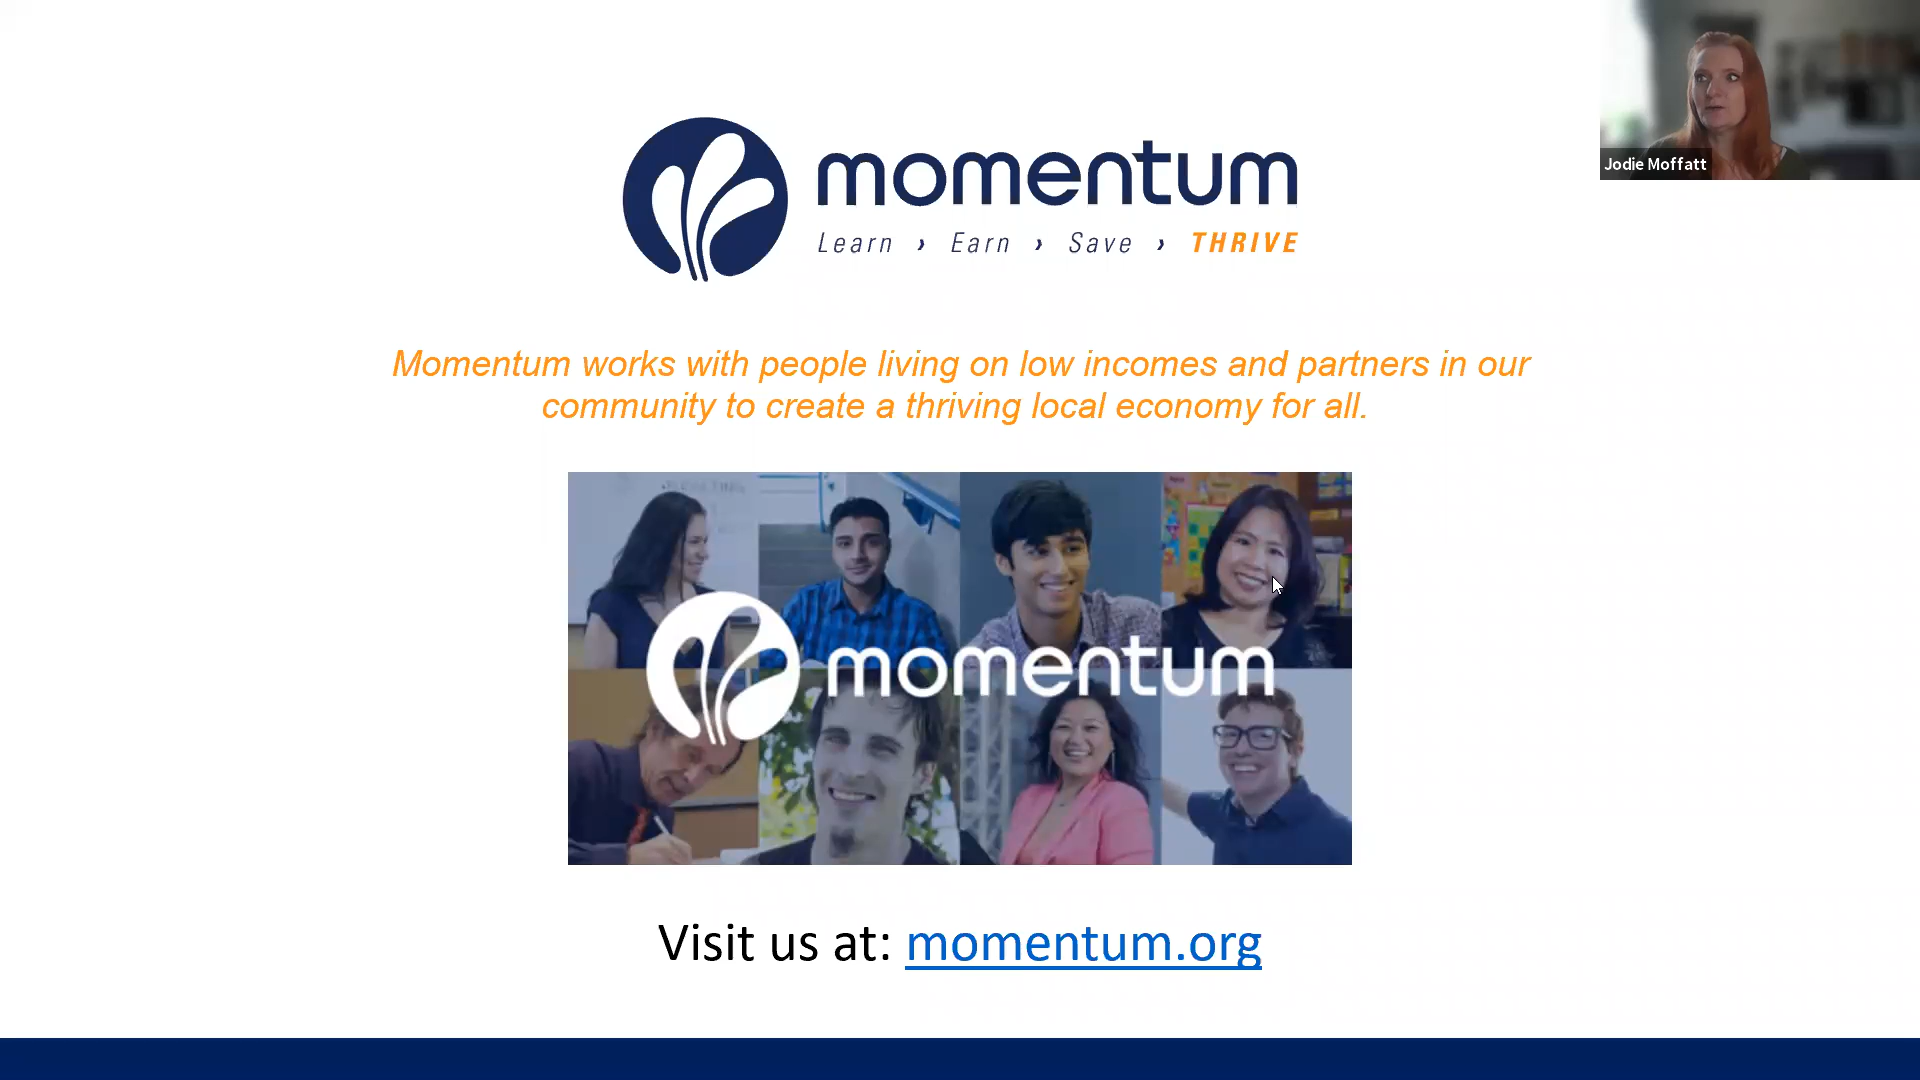 momentum
Learn › Earn › Save › THRIVE
Jodie Moffatt
Momentum works with people living on low incomes and partners in our
community to create a thriving local economy for all.
momentum
Visit us at: momentum.org